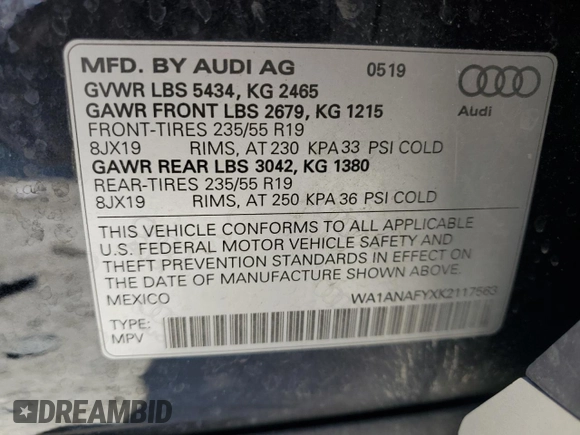 MFD. BY AUDI AG 0519
GVWR LBS 5434, KG 2465
GAWR FRONT LBS 2679, KG 1215
FRONT-TIRES 235/55 R19
8JX19 RIMS, AT 230 KPA 33 PSI COLD
GAWR REAR LBS 3042, KG 1380
REAR-TIRES 235/55 R19
8JX19 RIMS, AT 250 KPA 36 PSI COLD
Audi
THIS VEHICLE CONFORMS TO ALL APPLICABLE
U.S. FEDERAL MOTOR VEHICLE SAFETY AND
THEFT PREVENTION STANDARDS IN EFFECT ON
THE DATE OF MANUFACTURE SHOWN ABOVE.
MEXICO WA1ANAFYXK2117563
TYPE:
MPV
DREAMBID